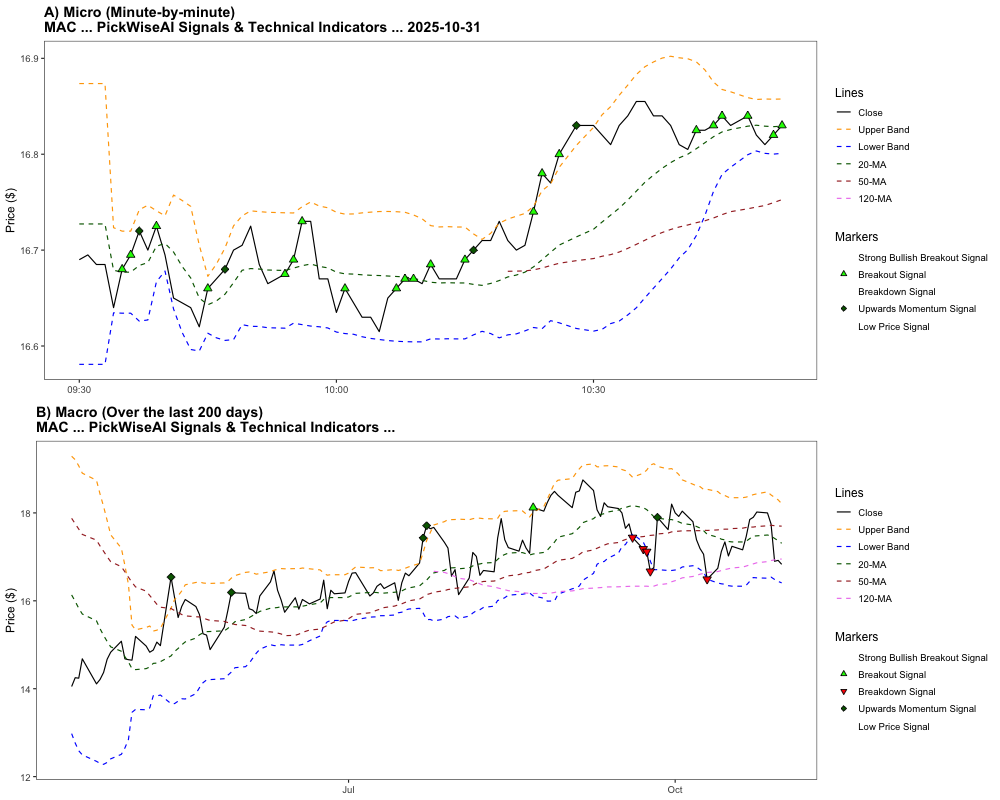 A) Micro (Minute-by-minute)
MAC ... PickWiseAI Signals & Technical Indicators ... 2025-10-31
Price ($)
16.9
16.8
16.7
16.6
09:30
10:00
10:30
Lines
Close
Upper Band
Lower Band
20-MA
50-MA
120-MA
Markers
Strong Bullish Breakout Signal
Breakout Signal
Breakdown Signal
Upwards Momentum Signal
Low Price Signal
B) Macro (Over the last 200 days)
MAC ... PickWiseAI Signals & Technical Indicators ...
Price ($)
18
16
14
12
Jul
Oct
Lines
Close
Upper Band
Lower Band
20-MA
50-MA
120-MA
Markers
Strong Bullish Breakout Signal
Breakout Signal
Breakdown Signal
Upwards Momentum Signal
Low Price Signal